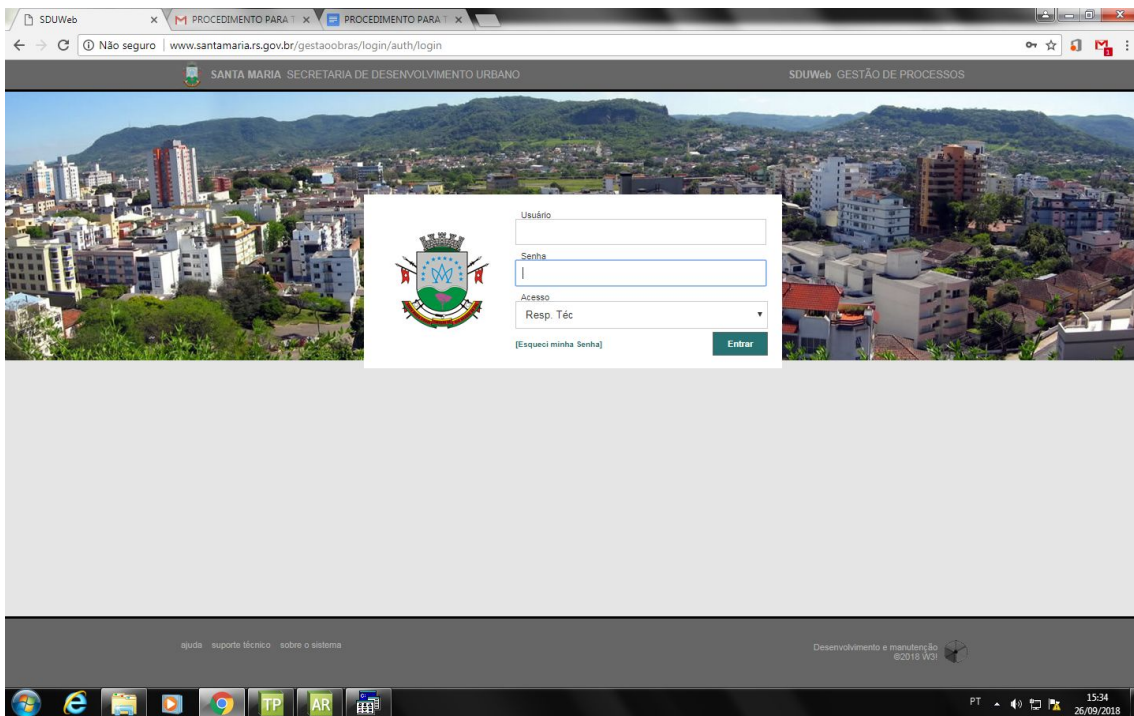 SDUWeb
PROCEDIMENTO PARA T
PROCEDIMENTO PARA T
Não seguro | www.santamaria.rs.gov.br/gestaoobras/login/auth/login
SANTA MARIA SECRETARIA DE DESENVOLVIMENTO URBANO
SDUWeb GESTÃO DE PROCESSOS
Usuário
Senha
Acesso
Resp. Téc
[Esqueci minha Senha]
Entrar
ajuda suporte técnico sobre o sistema
Desenvolvimento e manutenção
©2018 W3!
TP
AR
PT
15:34
26/09/2018